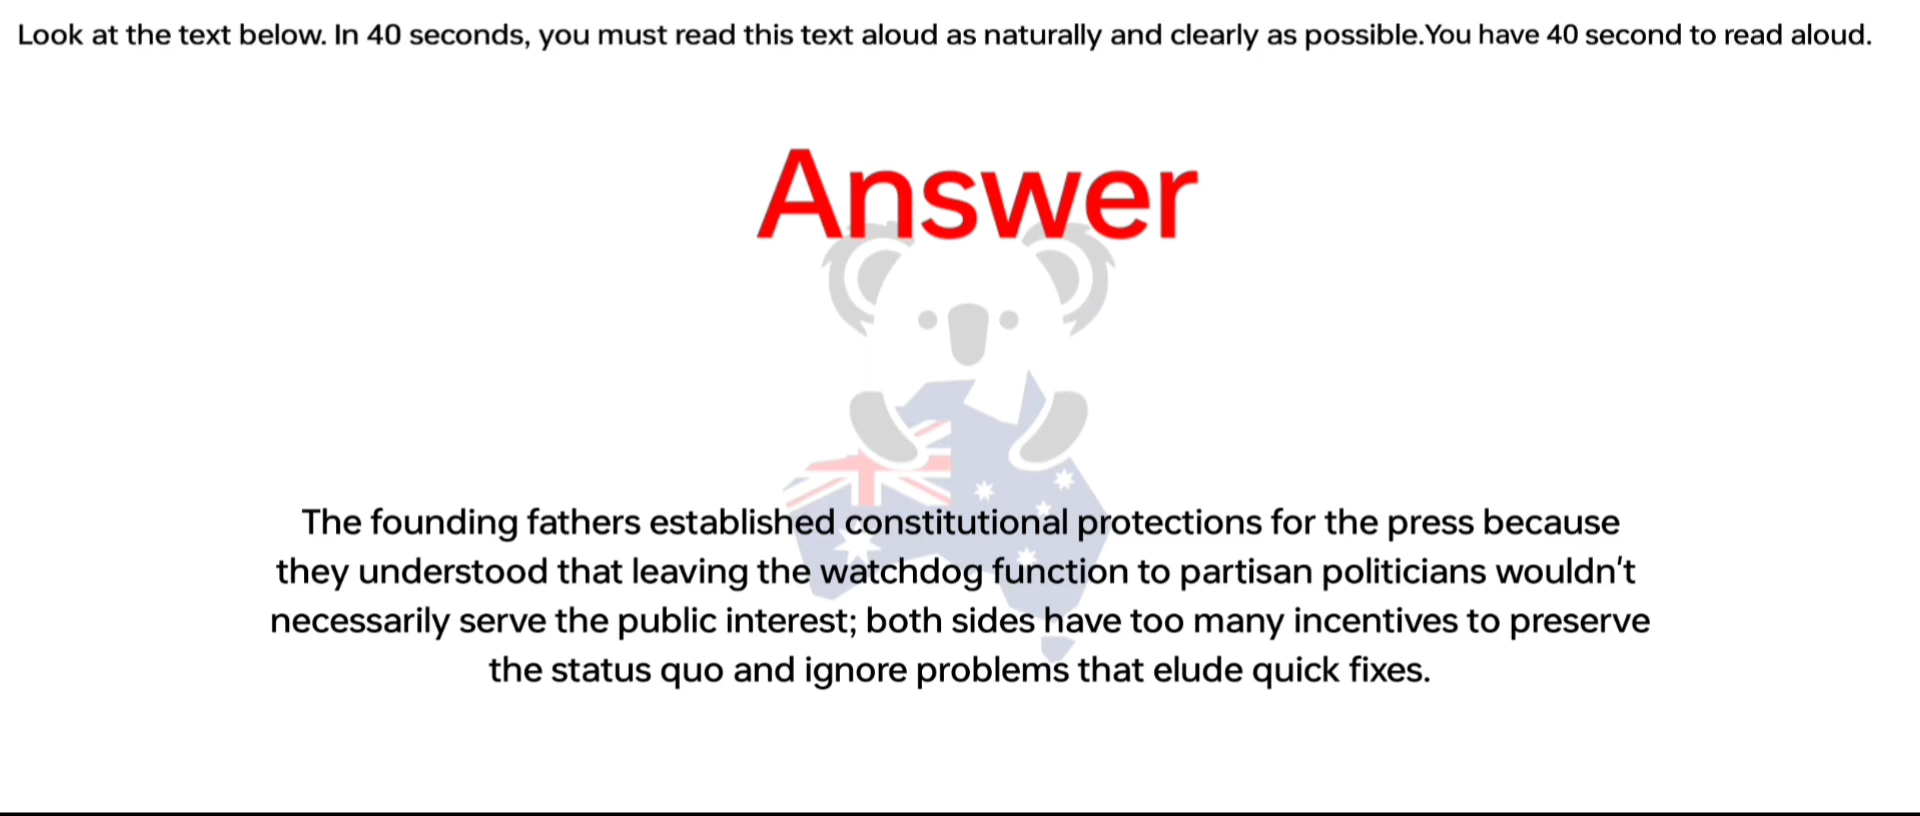 Look at the text below. In 40 seconds, you must read this text aloud as naturally and clearly as possible.You have 40 second to read aloud.
Answer
The founding fathers established constitutional protections for the press because
they understood that leaving the watchdog function to partisan politicians wouldn't
necessarily serve the public interest; both sides have too many incentives to preserve
the status quo and ignore problems that elude quick fixes.